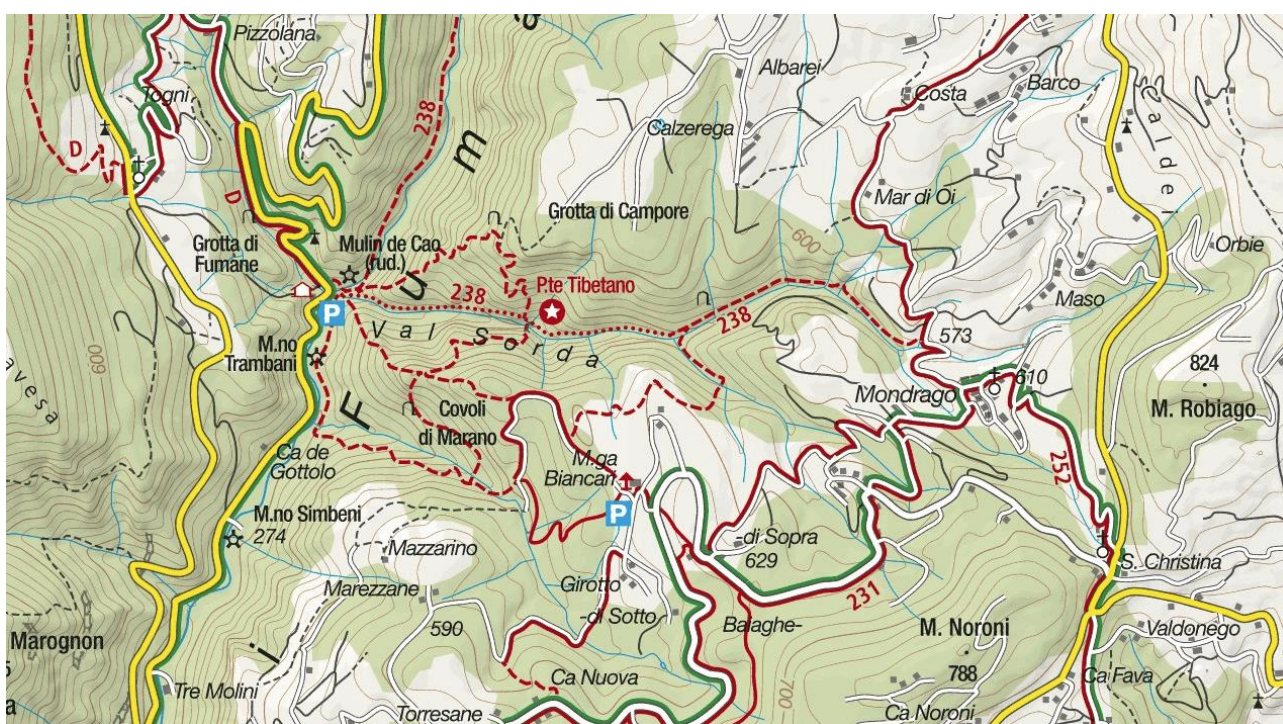 Pizzolana
Togni
D
D
238
m
u
F
i
Albarei
Calzerega
Costa
Barco
Scaldei
Mar di Oi
Orbie
Maso
Grotta di Campore
600
Grotta di
Fumane
Mulin de Cao
(rud.)
P
238
P.te Tibetano
Val Sorda
238
573
M.no
Trambani
600
avesa
Mondrago
610
824
M. Robiago
Covoli
di Marano
M.ga
Biancari
P
Ca de
Gottolo
252
M.no Simbeni
274
Mazzarino
Marezzane
-di Sopra
629
S. Christina
Girotto
-di Sotto
231
590
Balaghe-
M. Noroni
788
Valdonego
Marognon
Tre Molini
Ca Nuova
700
Ca Fava
Torresane
Ca Noroni
a